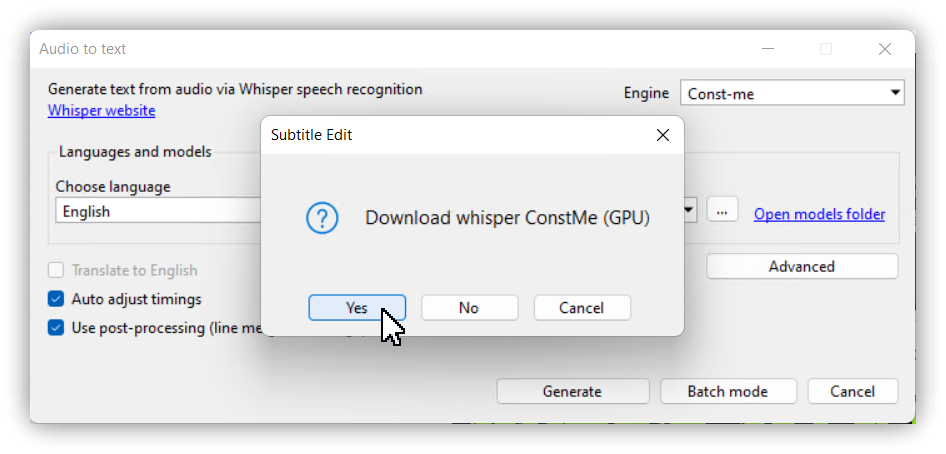 Audio to text
Generate text from audio via Whisper speech recognition
Engine
Const-me
Whisper website
Subtitle Edit
Languages and models
Choose language
English
...
Open models folder
Download whisper ConstMe (GPU)
Translate to English
Advanced
Auto adjust timings
Yes
No
Cancel
Use post-processing (line
Generate
Batch mode
Cancel